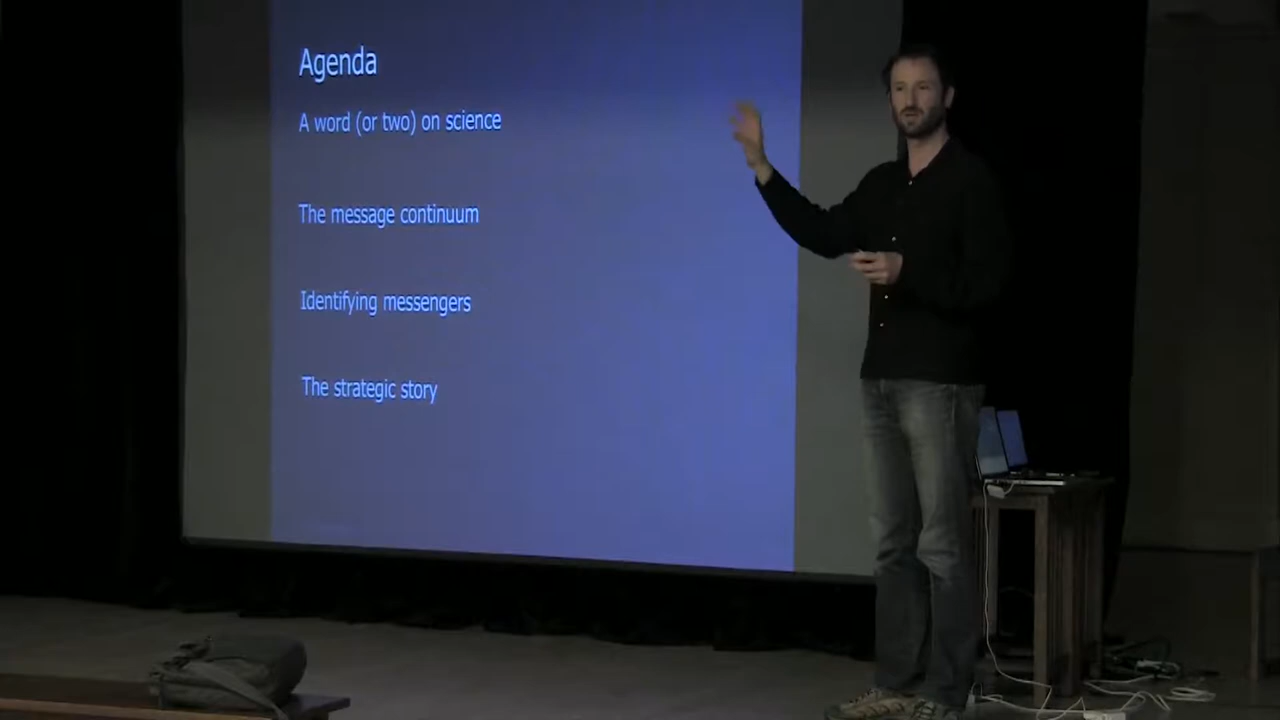 Agenda
A word (or two) on science
The message continuum
Identifying messengers
The strategic story